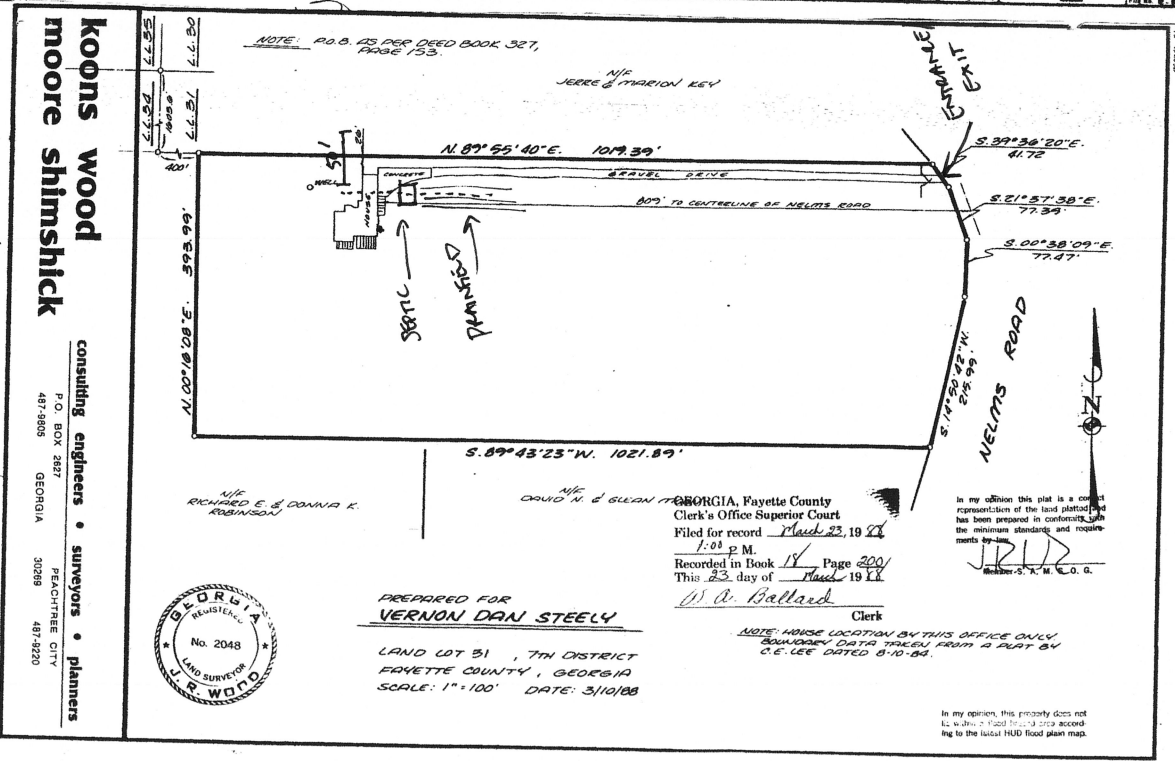 koons wood
moore shimshick
consulting engineers • surveyors • planners
P.O. BOX 2627 PEACHTREE CITY
487-9805 GEORGIA 30269 487-9220
L.L.35 L.L.30
L.L.34 L.L.31
400'
NOTE: P.O.B. AS PER DEED BOOK 327,
PAGE 153.
N/F
JERRE & MARION KEY
ENTRANCE
EXIT
N. 89° 55' 40" E. 1019.39'
S. 39° 36' 20" E.
41.72
S. 21° 37' 38" E.
77.39'
S. 00° 38' 09" E.
77.47'
S. 14° 50' 42" W.
215.99'
NELMS ROAD
50'
20'
WELL
CONCRETE
HOUSE
GRAVEL DRIVE
809' TO CENTERLINE OF NELMS ROAD
SEPTIC
DRAINFIELD
N. 00° 16' 08" E. 393.99'
S. 89° 43' 23" W. 1021.89'
N/F
RICHARD E. & DONNA K.
ROBINSON
N/F
DAVID N. & GLEAN
GEORGIA, Fayette County
Clerk's Office Superior Court
Filed for record March 23, 1988
1:00 P M.
Recorded in Book 18 Page 200
This 23 day of March 1988
W. A. Ballard
Clerk
In my opinion this plat is a correct
representation of the land platted and
has been prepared in conformity with
the minimum standards and require-
ments by law.
Member-S. A. M. S. O. G.
GEORGIA
REGISTERED
No. 2048
LAND SURVEYOR
J. R. WOOD
PREPARED FOR
VERNON DAN STEELY
LAND LOT 31 , 7TH DISTRICT
FAYETTE COUNTY, GEORGIA
SCALE: 1"=100' DATE: 3/10/88
NOTE: HOUSE LOCATION BY THIS OFFICE ONLY.
BOUNDARY DATA TAKEN FROM A PLAT BY
C.E. LEE DATED 8-10-84.
In my opinion, this property does not
lie within a flood hazard area accord-
ing to the latest HUD flood plain map.